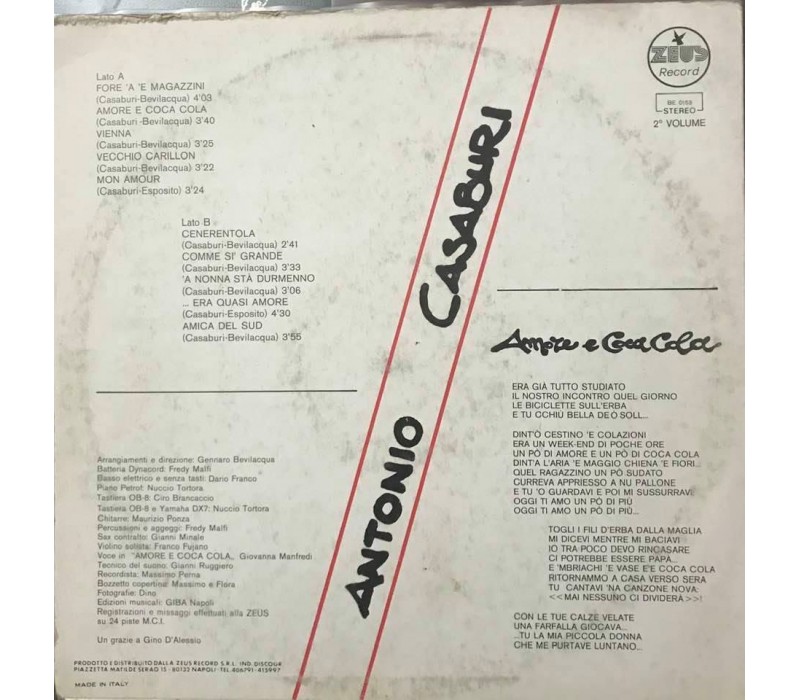 Lato A
FORE 'A 'E MAGAZZINI
(Casaburi-Bevilacqua) 4'03
AMORE E COCA COLA
(Casaburi-Bevilacqua) 3'40
VIENNA
(Casaburi-Bevilacqua) 3'25
VECCHIO CARILLON
(Casaburi-Bevilacqua) 3'22
MON AMOUR
(Casaburi-Esposito) 3'24
Lato B
CENERENTOLA
(Casaburi-Bevilacqua) 2'41
COMME SI' GRANDE
(Casaburi-Bevilacqua) 3'33
'A NONNA STÀ DURMENNO
(Casaburi-Bevilacqua) 3'06
... ERA QUASI AMORE
(Casaburi-Esposito) 4'30
AMICA DEL SUD
(Casaburi-Bevilacqua) 3'55
Arrangiamenti e direzione: Gennaro Bevilacqua
Batteria Dynacord: Fredy Malfi
Basso elettrico e senza tasti: Dario Franco
Piano Petrof: Nuccio Tortora
Tastiera OB-8: Ciro Brancaccio
Tastiera OB-8 e Yamaha DX7: Nuccio Tortora
Chitarre: Maurizio Ponza
Percussioni e aggeggi: Fredy Malfi
Sax contralto: Gianni Minale
Violino solista: Franco Fujano
Voce in "AMORE E COCA COLA,, Giovanna Manfredi
Tecnico del suono: Gianni Ruggiero
Recordista: Massimo Perna
Bozzetto copertina: Massimo e Flora
Fotografie: Dino
Edizioni musicali: GIBA Napoli
Registrazioni e missaggi effettuati alla ZEUS
su 24 piste M.C.I.
Un grazie a Gino D'Alessio
PRODOTTO E DISTRIBUITO DALLA ZEUS RECORD S.R.L. IND. DISCOGR
PIAZZETTA MATILDE SERAO 15 - 80132 NAPOLI - TEL. 406791-415997
MADE IN ITALY
ANTONIO CASABURI
ZEUS
Record
BE 0159
STEREO
2° VOLUME
Amore e Coca Cola
ERA GIÀ TUTTO STUDIATO
IL NOSTRO INCONTRO QUEL GIORNO
LE BICICLETTE SULL'ERBA
E TU CCHIÙ BELLA DE'O SOLL...
DINT'O CESTINO 'E COLAZIONI
ERA UN WEEK-END DI POCHE ORE
UN PÒ DI AMORE E UN PÒ DI COCA COLA
DINT'A L'ARIA 'E MAGGIO CHIENA 'E FIORI...
QUEL RAGAZZINO UN PÒ SUDATO
CURREVA APPRIESSO A NU PALLONE
E TU 'O GUARDAVI E POI MI SUSSURRAVI:
OGGI TI AMO UN PÒ DI PIÙ
OGGI TI AMO UN PÒ DI PIÙ...
TOGLI I FILI D'ERBA DALLA MAGLIA
MI DICEVI MENTRE MI BACIAVI
IO TRA POCO DEVO RINCASARE
CI POTREBBE ESSERE PAPÀ...
E 'MBRIACHI 'E VASE E'E COCA COLA
RITORNAMMO A CASA VERSO SERA
TU CANTAVI 'NA CANZONE NOVA:
<<MAI NESSUNO CI DIVIDERÀ>>!
CON LE TUE CALZE VELATE
UNA FARFALLA GIOCAVA...
...TU LA MIA PICCOLA DONNA
CHE ME PURTAVE LUNTANO...